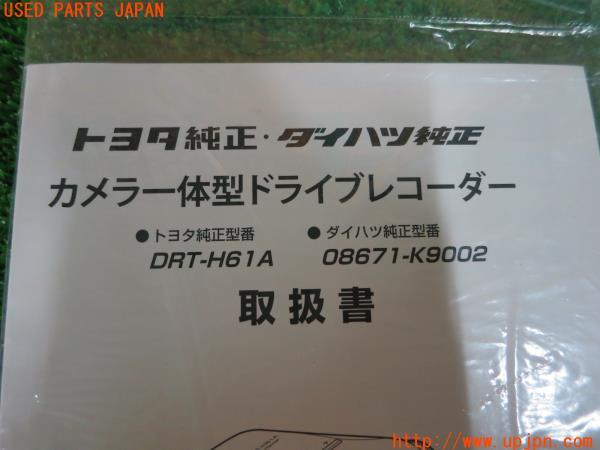 USED PARTS JAPAN
トヨタ純正・ダイハツ純正
カメラ一体型ドライブレコーダー
● トヨタ純正型番 ● ダイハツ純正型番
DRT-H61A 08671-K9002
取扱書
http://www.upjpn.com/